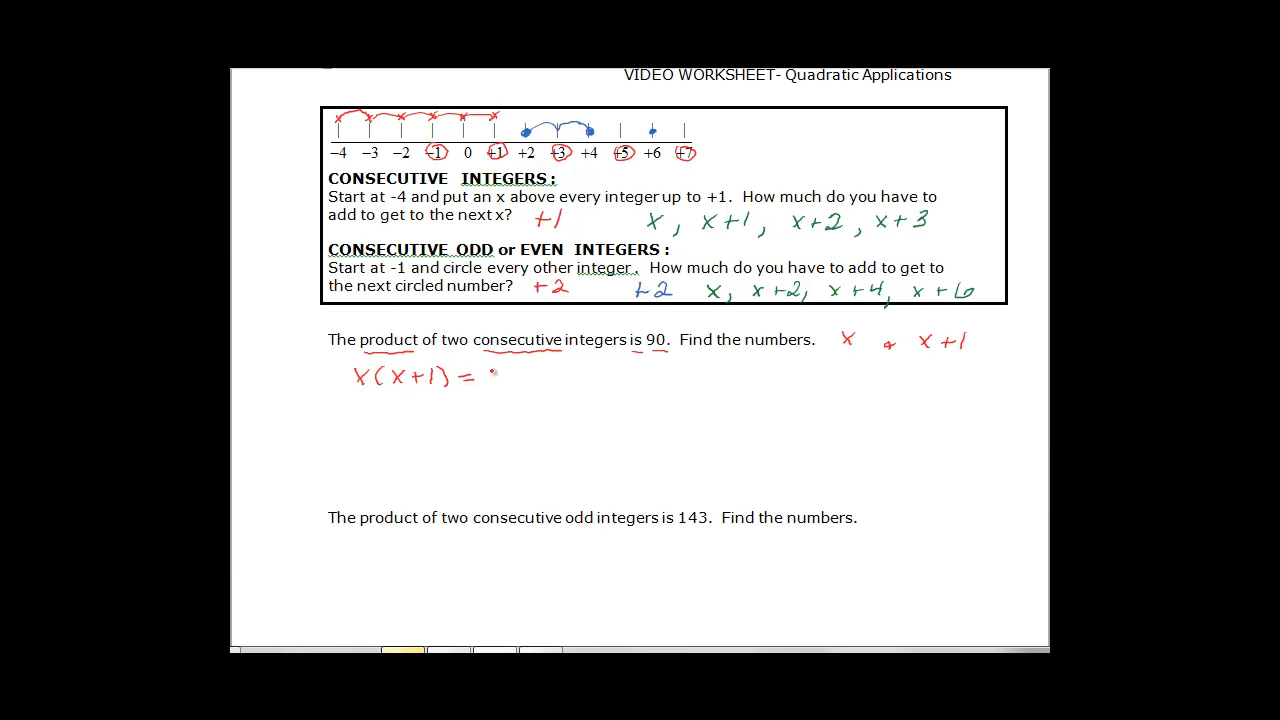 VIDEO WORKSHEET- Quadratic Applications
−4 −3 −2 −1 0 +1 +2 +3 +4 +5 +6 +7
CONSECUTIVE INTEGERS:
Start at -4 and put an x above every integer up to +1. How much do you have to
add to get to the next x? +1 x, x+1, x+2, x+3
CONSECUTIVE ODD or EVEN INTEGERS:
Start at -1 and circle every other integer. How much do you have to add to get to
the next circled number? +2 +2 x, x+2, x+4, x+6
The product of two consecutive integers is 90. Find the numbers. x & x+1
x(x+1)=
The product of two consecutive odd integers is 143. Find the numbers.